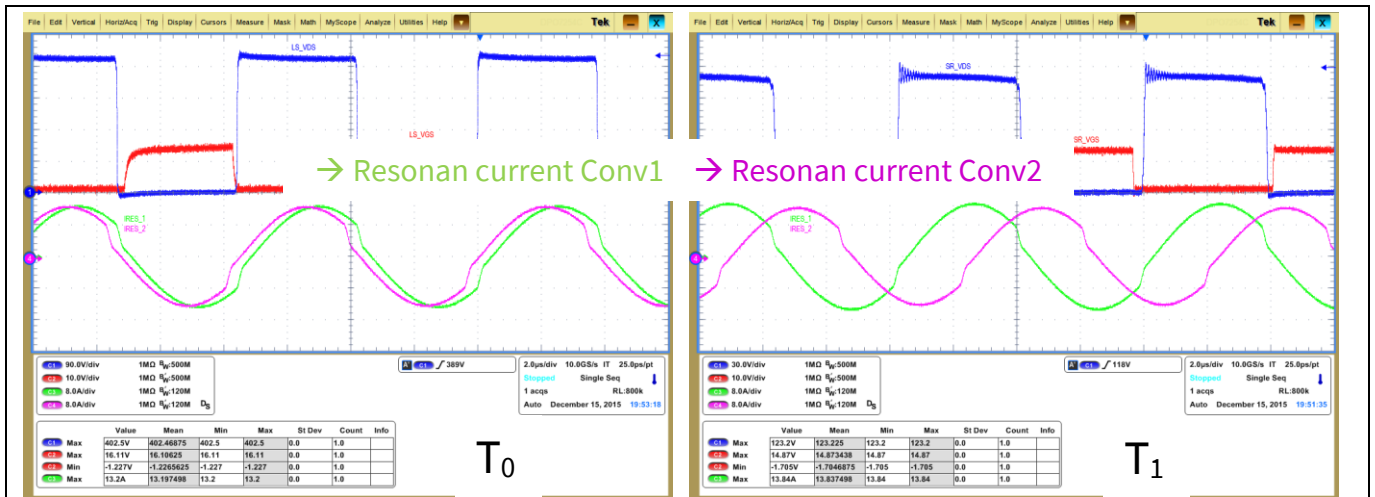 File Edit Vertical Horiz/Acq Trig Display Cursors Measure Mask Math MyScope Analyze Utilities Help Tek X
LS_VDS
LS_VGS
→ Resonan current Conv1
1
IRES_1
IRES_2
4
C1 90.0V/div 1MΩ BW:500M
C2 10.0V/div 1MΩ BW:500M
C3 8.0A/div 1MΩ BW:120M
C4 8.0A/div 1MΩ BW:120M Ds
A' C1 389V
2.0µs/div 10.0GS/s IT 25.0ps/pt
Stopped Single Seq
1 acqs RL:800k
Auto December 15, 2015 19:53:18
Value Mean Min Max St Dev Count Info
C1 Max 402.5V 402.46875 402.5 402.5 0.0 1.0
C2 Max 16.11V 16.10625 16.11 16.11 0.0 1.0
C2 Min -1.227V -1.2265625 -1.227 -1.227 0.0 1.0
C3 Max 13.2A 13.197498 13.2 13.2 0.0 1.0
T0
File Edit Vertical Horiz/Acq Trig Display Cursors Measure Mask Math MyScope Analyze Utilities Help Tek X
SR_VDS
SR_VGS
→ Resonan current Conv2
IRES_1
IRES_2
4
C1 30.0V/div 1MΩ BW:500M
C2 10.0V/div 1MΩ BW:500M
C3 8.0A/div 1MΩ BW:120M
C4 8.0A/div 1MΩ BW:120M Ds
A' C1 118V
2.0µs/div 10.0GS/s IT 25.0ps/pt
Stopped Single Seq
1 acqs RL:800k
Auto December 15, 2015 19:51:35
Value Mean Min Max St Dev Count Info
C1 Max 123.2V 123.225 123.2 123.2 0.0 1.0
C2 Max 14.87V 14.873438 14.87 14.87 0.0 1.0
C2 Min -1.705V -1.7046875 -1.705 -1.705 0.0 1.0
C3 Max 13.84A 13.837498 13.84 13.84 0.0 1.0
T1